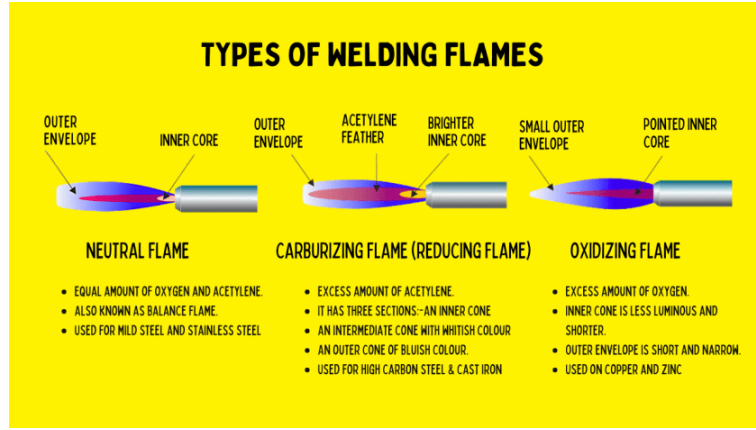 TYPES OF WELDING FLAMES
OUTER
ENVELOPE
INNER CORE
OUTER
ENVELOPE
ACETYLENE
FEATHER
BRIGHTER
INNER CORE
SMALL OUTER
ENVELOPE
POINTED INNER
CORE
NEUTRAL FLAME
• EQUAL AMOUNT OF OXYGEN AND ACETYLENE.
• ALSO KNOWN AS BALANCE FLAME.
• USED FOR MILD STEEL AND STAINLESS STEEL
CARBURIZING FLAME (REDUCING FLAME)
• EXCESS AMOUNT OF ACETYLENE.
• IT HAS THREE SECTIONS:-AN INNER CONE
• AN INTERMEDIATE CONE WITH WHITISH COLOUR
• AN OUTER CONE OF BLUISH COLOUR.
• USED FOR HIGH CARBON STEEL & CAST IRON
OXIDIZING FLAME
• EXCESS AMOUNT OF OXYGEN.
• INNER CONE IS LESS LUMINOUS AND
SHORTER.
• OUTER ENVELOPE IS SHORT AND NARROW.
• USED ON COPPER AND ZINC